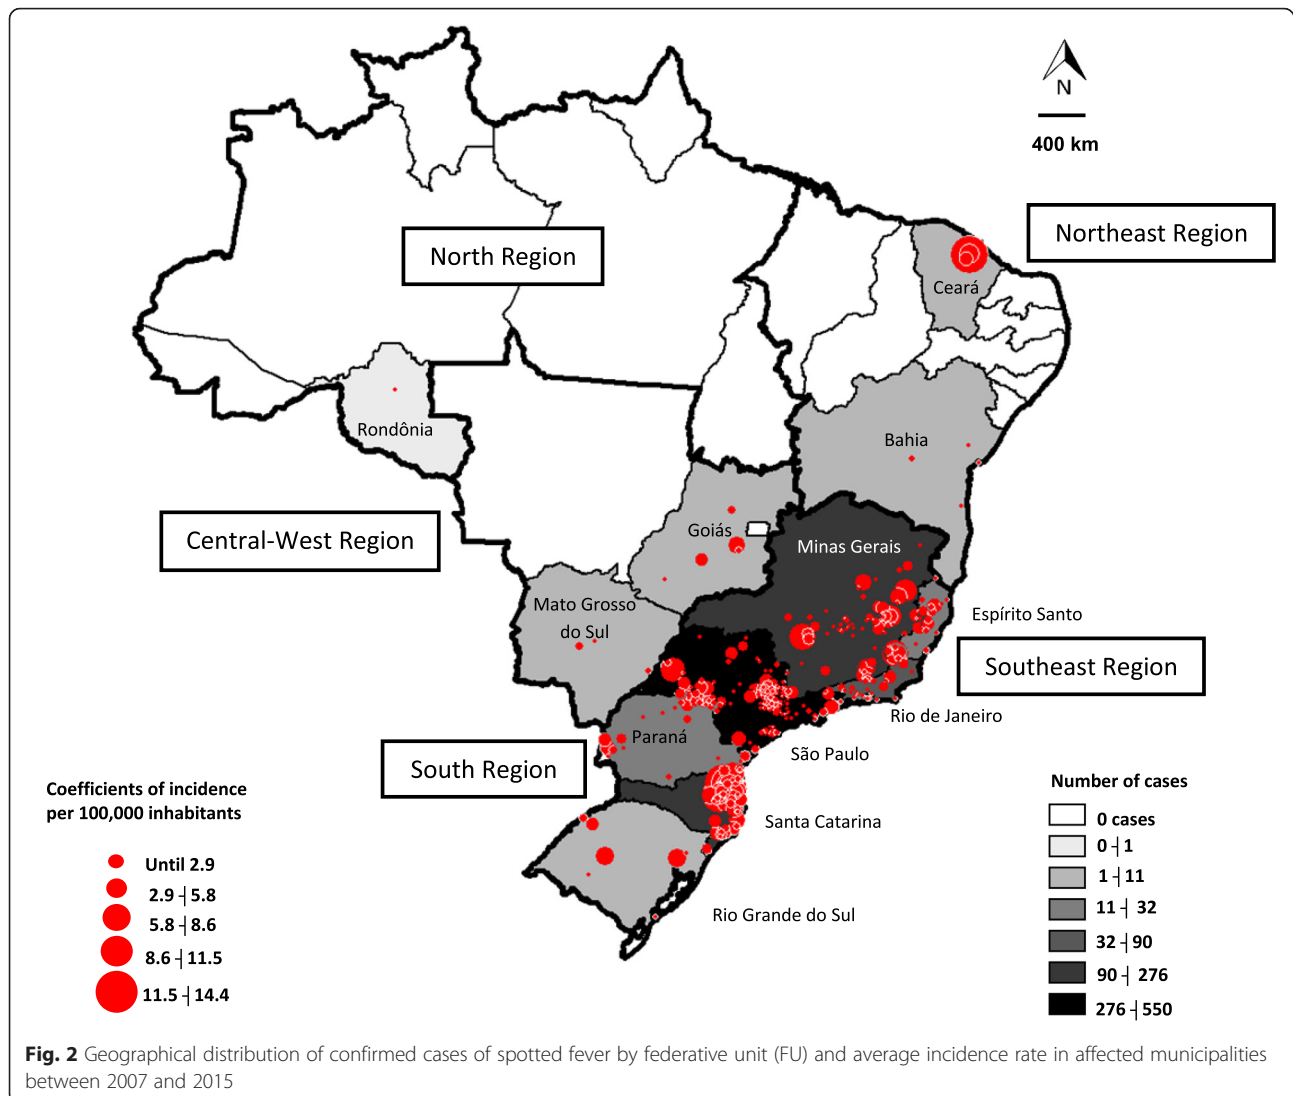 N
400 km
North Region
Northeast Region
Ceará
Rondônia
Bahia
Central-West Region
Goiás
Minas Gerais
Mato Grosso
do Sul
Espírito Santo
Southeast Region
Rio de Janeiro
Paraná
São Paulo
South Region
Santa Catarina
Rio Grande do Sul
Coefficients of incidence
per 100,000 inhabitants
Until 2.9
2.9 ┤5.8
5.8 ┤8.6
8.6 ┤11.5
11.5 ┤14.4
Number of cases
0 cases
0 ┤1
1 ┤11
11 ┤ 32
32 ┤90
90 ┤ 276
276 ┤550
Fig. 2 Geographical distribution of confirmed cases of spotted fever by federative unit (FU) and average incidence rate in affected municipalities
between 2007 and 2015